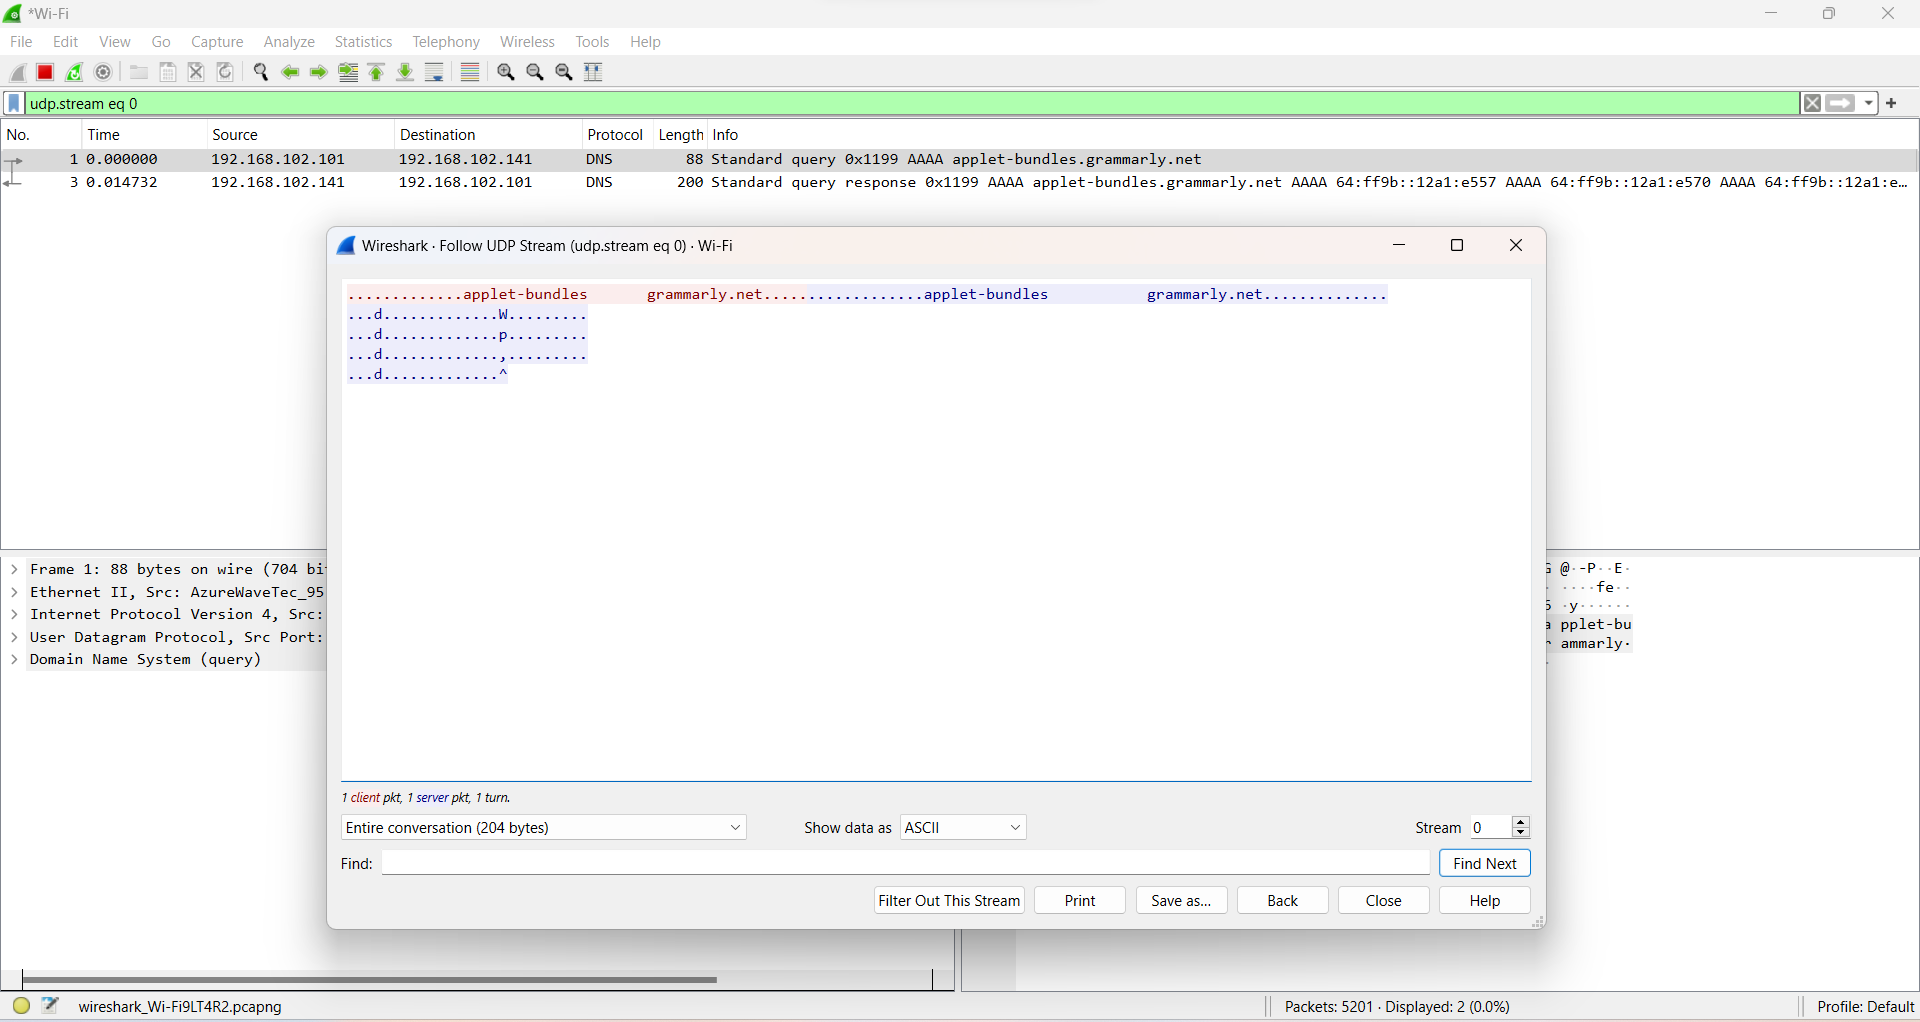 *Wi-Fi
File Edit View Go Capture Analyze Statistics Telephony Wireless Tools Help
udp.stream eq 0
No. Time Source Destination Protocol Length Info
1 0.000000 192.168.102.101 192.168.102.141 DNS 88 Standard query 0x1199 AAAA applet-bundles.grammarly.net
3 0.014732 192.168.102.141 192.168.102.101 DNS 200 Standard query response 0x1199 AAAA applet-bundles.grammarly.net AAAA 64:ff9b::12a1:e557 AAAA 64:ff9b::12a1:e570 AAAA 64:ff9b::12a1:e…
Wireshark · Follow UDP Stream (udp.stream eq 0) · Wi-Fi
.............applet-bundles grammarly.net..................applet-bundles grammarly.net..............
...d.............W.........
...d.............p.........
...d.............,.........
...d.............^
1 client pkt, 1 server pkt, 1 turn.
Entire conversation (204 bytes) Show data as ASCII Stream 0
Find: Find Next
Filter Out This Stream Print Save as... Back Close Help
Frame 1: 88 bytes on wire (704 bi
Ethernet II, Src: AzureWaveTec_95
Internet Protocol Version 4, Src:
User Datagram Protocol, Src Port:
Domain Name System (query)
G @·-P··E·
· ····fe··
5 ·y······
a pplet-bu
r ammarly·
·
wireshark_Wi-Fi9LT4R2.pcapng Packets: 5201 · Displayed: 2 (0.0%) Profile: Default